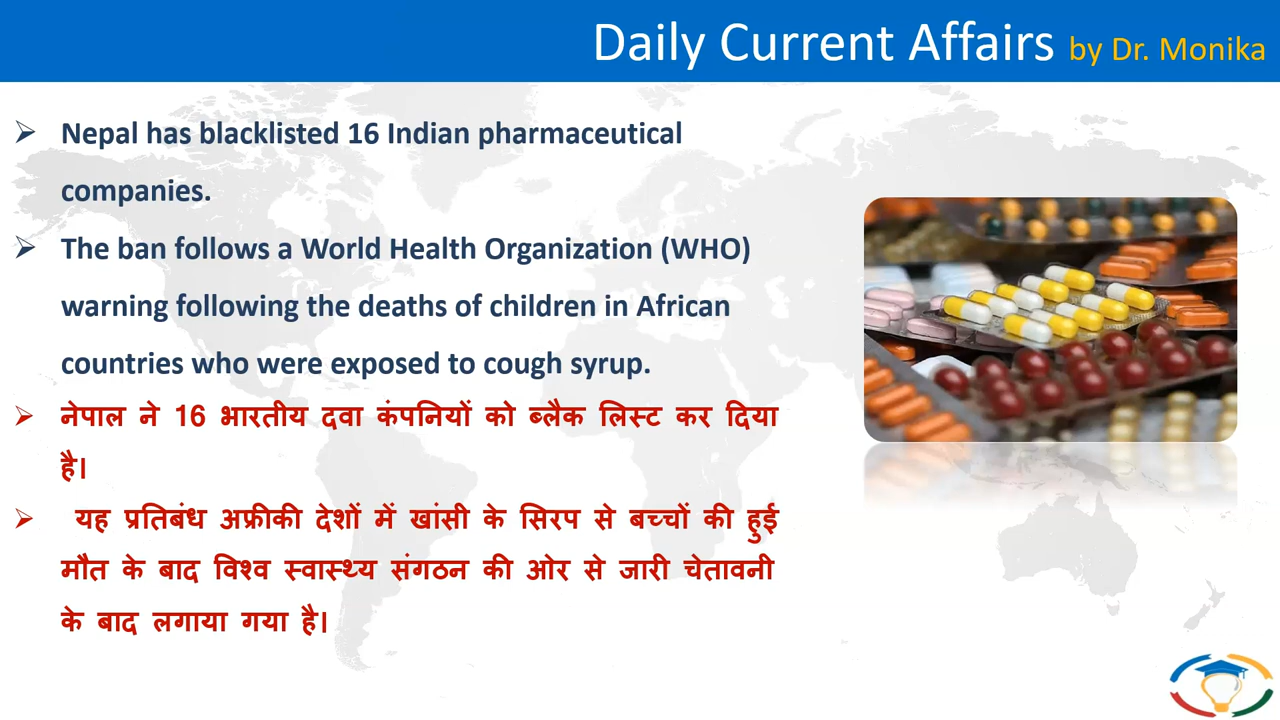 Daily Current Affairs by Dr. Monika
➢ Nepal has blacklisted 16 Indian pharmaceutical
companies.
➢ The ban follows a World Health Organization (WHO)
warning following the deaths of children in African
countries who were exposed to cough syrup.
➢ नेपाल ने 16 भारतीय दवा कंपनियों को ब्लैक लिस्ट कर दिया
है।
➢ यह प्रतिबंध अफ्रीकी देशों में खांसी के सिरप से बच्चों की हुई
मौत के बाद विश्व स्वास्थ्य संगठन की ओर से जारी चेतावनी
के बाद लगाया गया है।